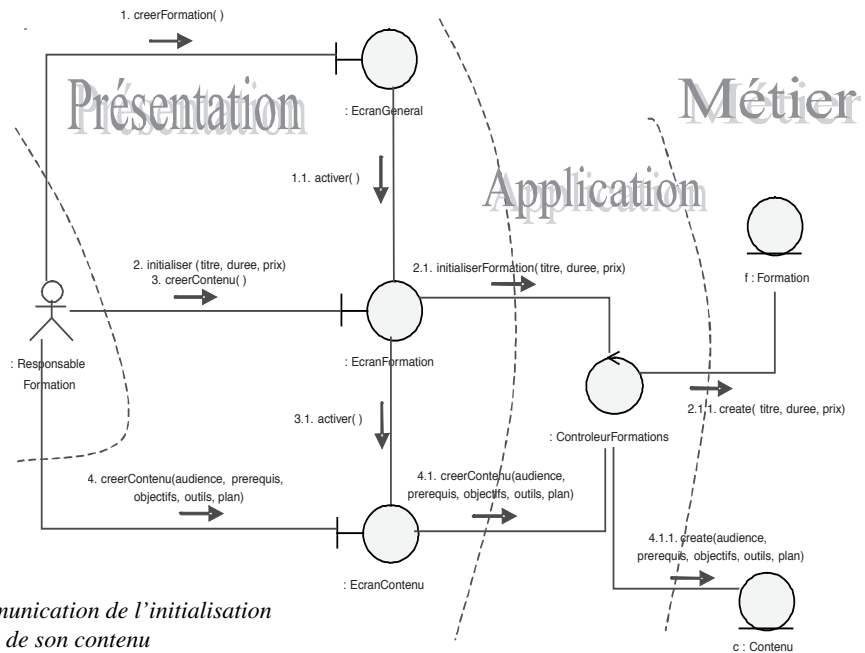 1. creerFormation( )
Présentation
Métier
: EcranGeneral
1.1. activer( )
Application
2. initialiser (titre, duree, prix)
3. creerContenu( )
2.1. initialiserFormation( titre, duree, prix)
f : Formation
: Responsable
Formation
: EcranFormation
2.1.1. create( titre, duree, prix)
3.1. activer( )
: ControleurFormations
4. creerContenu(audience, prerequis,
objectifs, outils, plan)
4.1. creerContenu(audience,
prerequis, objectifs, outils, plan)
4.1.1. create(audience,
prerequis, objectifs, outils, plan)
: EcranContenu
c : Contenu
munication de l’initialisation
de son contenu